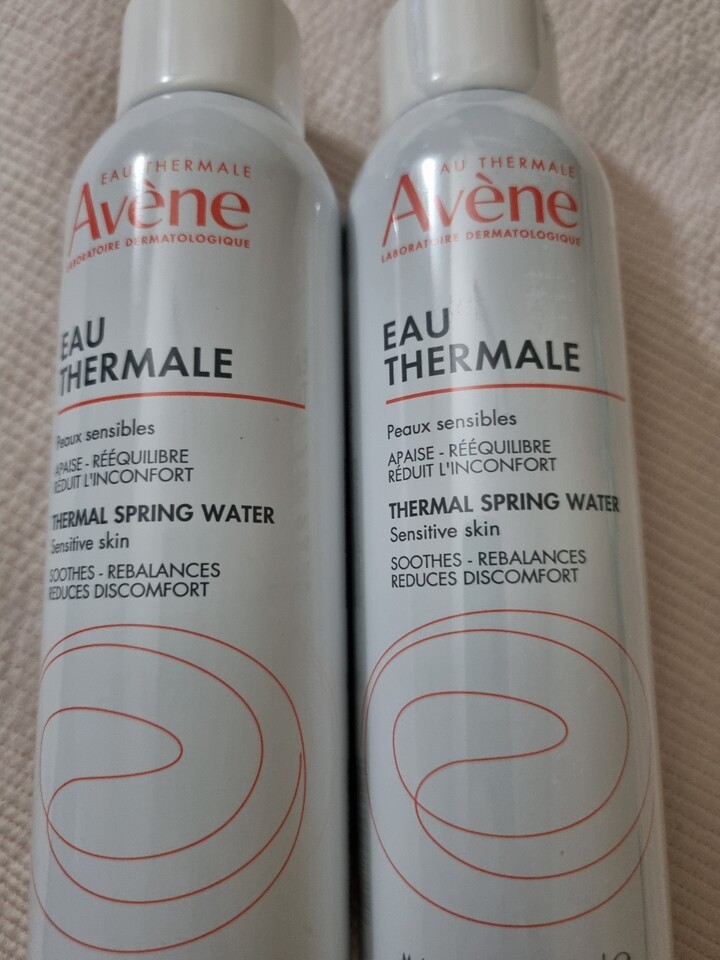 EAU THERMALE
Avène
LABORATOIRE DERMATOLOGIQUE
EAU
THERMALE
Peaux sensibles
APAISE - RÉÉQUILIBRE
RÉDUIT L'INCONFORT
THERMAL SPRING WATER
Sensitive skin
SOOTHES - REBALANCES
REDUCES DISCOMFORT
EAU THERMALE
Avène
LABORATOIRE DERMATOLOGIQUE
EAU
THERMALE
Peaux sensibles
APAISE - RÉÉQUILIBRE
RÉDUIT L'INCONFORT
THERMAL SPRING WATER
Sensitive skin
SOOTHES - REBALANCES
REDUCES DISCOMFORT